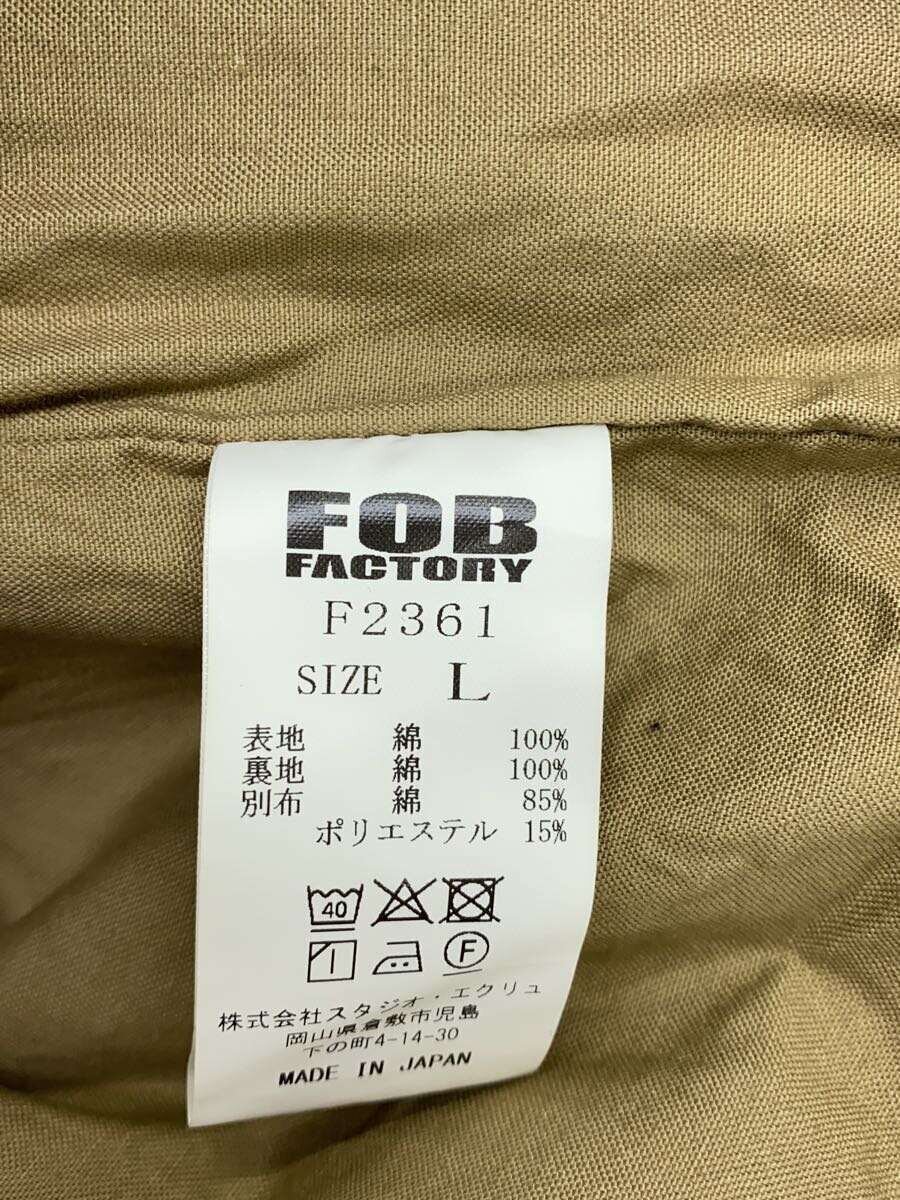 FOB
FACTORY
F2361
SIZE L
表地 綿 100%
裏地 綿 100%
別布 綿 85%
ポリエステル 15%
40
F
株式会社スタジオ・エクリュ
岡山県倉敷市児島
下の町4-14-30
MADE IN JAPAN